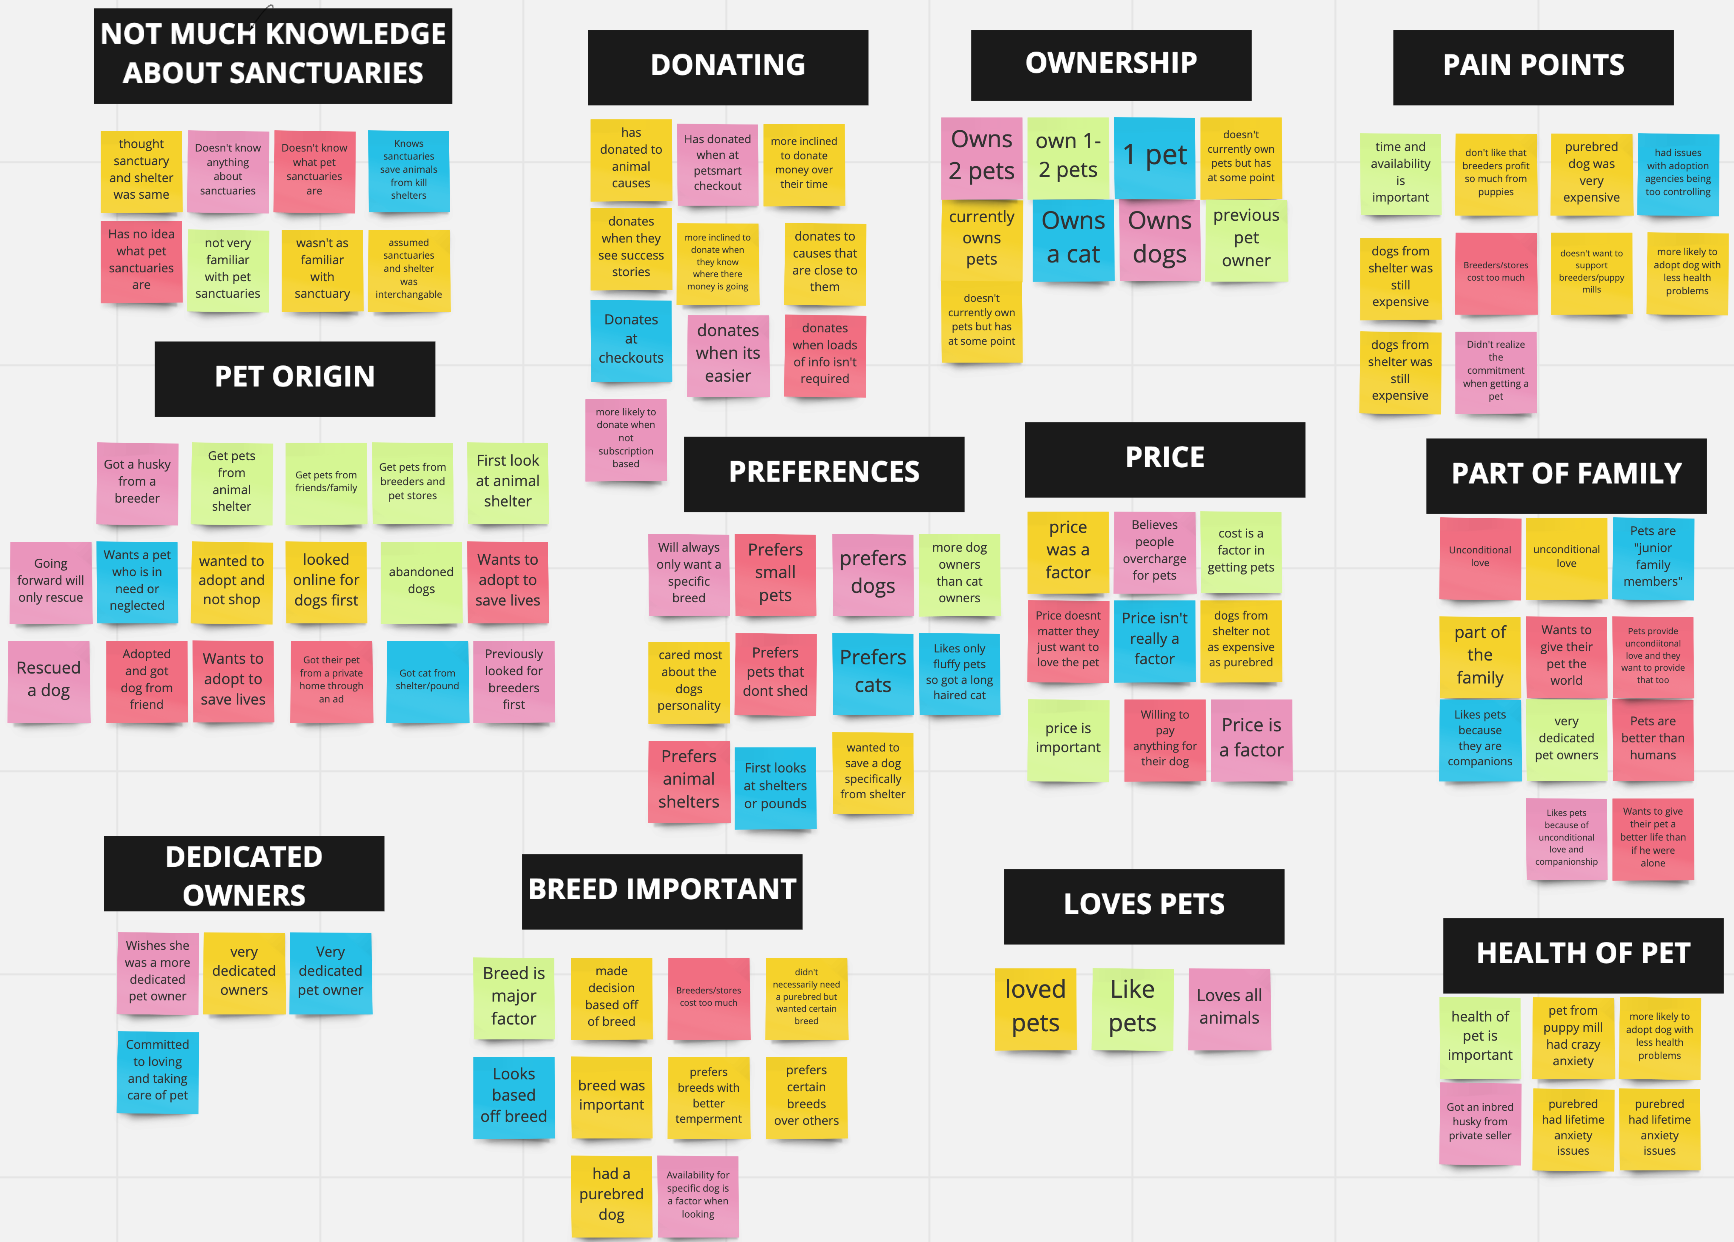 NOT MUCH KNOWLEDGE
ABOUT SANCTUARIES
thought
sanctuary
and shelter
was same
Doesn't know
anything
about
sanctuaries
Doesn't know
what pet
sanctuaries
are
Knows
sanctuaries
save animals
from kill
shelters
Has no idea
what pet
sanctuaries
are
not very
familiar
with pet
sanctuaries
wasn't as
familiar
with
sanctuary
assumed
sanctuaries
and shelter
was
interchangable
DONATING
has
donated to
animal
causes
Has donated
when at
petsmart
checkout
more inclined
to donate
money over
their time
donates
when they
see success
stories
more inclined to
donate when
they know
where there
money is going
donates to
causes that
are close to
them
Donates
at
checkouts
donates
when its
easier
donates
when loads
of info isn't
required
more likely to
donate when
not
subscription
based
OWNERSHIP
Owns
2 pets
own 1-
2 pets
1 pet
doesn't
currently own
pets but has
at some point
currently
owns
pets
Owns
a cat
Owns
dogs
previous
pet
owner
doesn't
currently own
pets but has
at some point
PAIN POINTS
time and
availability
is
important
don't like that
breeders profit
so much from
puppies
purebred
dog was
very
expensive
had issues
with adoption
agencies being
too controlling
dogs from
shelter was
still
expensive
Breeders/stores
cost too much
doesn't want to
support
breeders/puppy
mills
more likely to
adopt dog with
less health
problems
dogs from
shelter was
still
expensive
Didn't realize
the
commitment
when getting a
pet
PET ORIGIN
Got a husky
from a
breeder
Get pets
from
animal
shelter
Get pets from
friends/family
Get pets from
breeders and
pet stores
First look
at animal
shelter
Going
forward will
only rescue
Wants a pet
who is in
need or
neglected
wanted to
adopt and
not shop
looked
online for
dogs first
abandoned
dogs
Wants to
adopt to
save lives
Rescued
a dog
Adopted
and got
dog from
friend
Wants to
adopt to
save lives
Got their pet
from a private
home through
an ad
Got cat from
shelter/pound
Previously
looked for
breeders
first
PREFERENCES
Will always
only want a
specific
breed
Prefers
small
pets
prefers
dogs
more dog
owners
than cat
owners
cared most
about the
dogs
personality
Prefers
pets that
dont shed
Prefers
cats
Likes only
fluffy pets
so got a long
haired cat
Prefers
animal
shelters
First looks
at shelters
or pounds
wanted to
save a dog
specifically
from shelter
PRICE
price
was a
factor
Believes
people
overcharge
for pets
cost is a
factor in
getting pets
Price doesnt
matter they
just want to
love the pet
Price isn't
really a
factor
dogs from
shelter not
as expensive
as purebred
price is
important
Willing to
pay
anything for
their dog
Price is
a factor
PART OF FAMILY
Unconditional
love
unconditional
love
Pets are
"junior
family
members"
part of
the
family
Wants to
give their
pet the
world
Pets provide
uncondiitonal
love and they
want to provide
that too
Likes pets
because
they are
companions
very
dedicated
pet owners
Pets are
better than
humans
Likes pets
because of
unconditional
love and
companionship
Wants to give
their pet a
better life than
if he were
alone
DEDICATED
OWNERS
Wishes she
was a more
dedicated
pet owner
very
dedicated
owners
Very
dedicated
pet owner
Committed
to loving
and taking
care of pet
BREED IMPORTANT
Breed is
major
factor
made
decision
based off
of breed
Breeders/stores
cost too much
didn't
necessarily need
a purebred but
wanted certain
breed
Looks
based
off breed
breed was
important
prefers
breeds with
better
temperment
prefers
certain
breeds
over others
had a
purebred
dog
Availability for
specific dog is
a factor when
looking
LOVES PETS
loved
pets
Like
pets
Loves all
animals
HEALTH OF PET
health of
pet is
important
pet from
puppy mill
had crazy
anxiety
more likely to
adopt dog with
less health
problems
Got an inbred
husky from
private seller
purebred
had lifetime
anxiety
issues
purebred
had lifetime
anxiety
issues